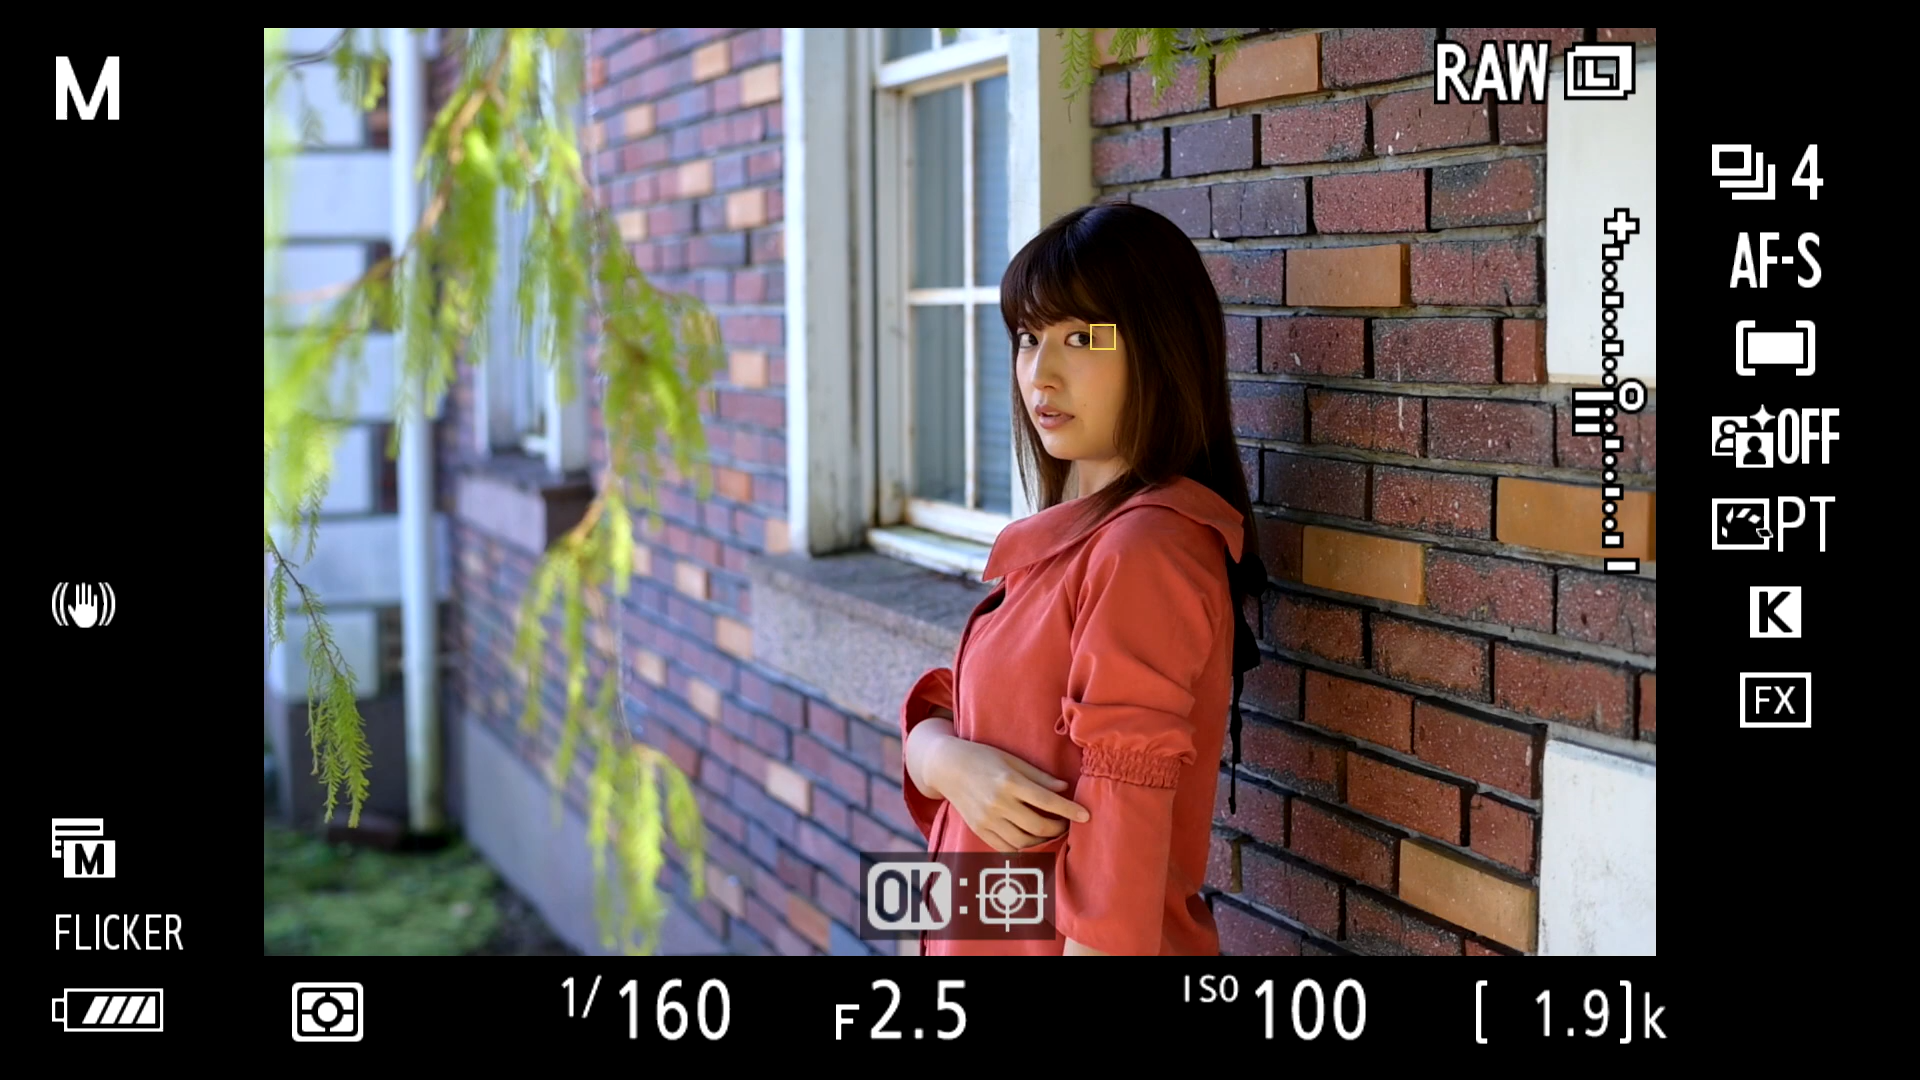 M
RAW L
4
AF-S
OFF
PT
K
FX
M
FLICKER
OK:
1/160 F2.5 ISO 100 [ 1.9]k